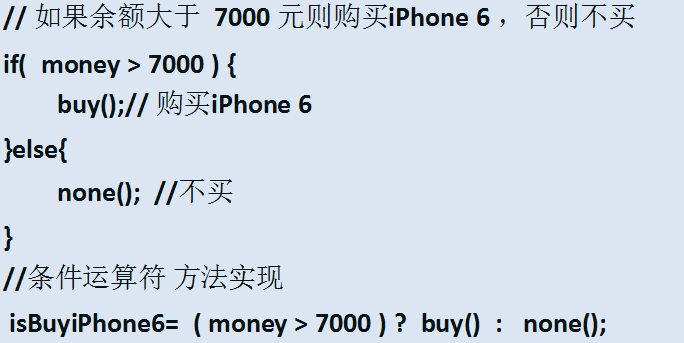 // 如果余额大于 7000 元则购买iPhone 6 ，否则不买
if( money > 7000 ) {
buy();// 购买iPhone 6
}else{
none(); //不买
}
//条件运算符 方法实现
isBuyiPhone6= ( money > 7000 ) ? buy() : none();